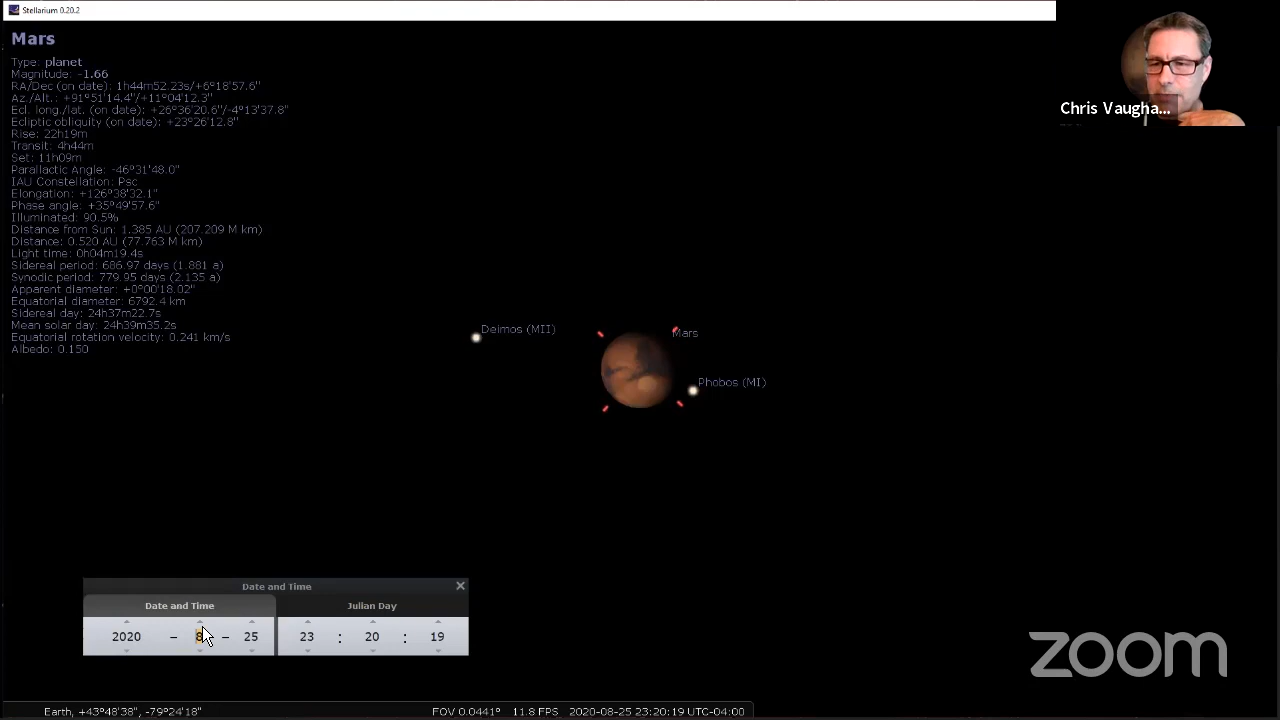 Stellarium 0.20.2
Mars
Type: planet
Magnitude: -1.66
RA/Dec (on date): 1h44m52.23s/+6°18'57.6"
Az./Alt.: +91°51'14.4"/+11°04'12.3"
Ecl. long./lat. (on date): +26°36'20.6"/-4°13'37.8"
Ecliptic obliquity (on date): +23°26'12.8"
Rise: 22h19m
Transit: 4h44m
Set: 11h09m
Parallactic Angle: -46°31'48.0"
IAU Constellation: Psc
Elongation: +126°38'32.1"
Phase angle: +35°49'57.6"
Illuminated: 90.5%
Distance from Sun: 1.385 AU (207.209 M km)
Distance: 0.520 AU (77.763 M km)
Light time: 0h04m19.4s
Sidereal period: 686.97 days (1.881 a)
Synodic period: 779.95 days (2.135 a)
Apparent diameter: +0°00'18.02"
Equatorial diameter: 6792.4 km
Sidereal day: 24h37m22.7s
Mean solar day: 24h39m35.2s
Equatorial rotation velocity: 0.241 km/s
Albedo: 0.150
Chris Vaugha...
Deimos (MII)
Mars
Phobos (MI)
Date and Time
Date and Time Julian Day
2020 – 8 – 25 23 : 20 : 19
zoom
Earth, +43°48'38", -79°24'18" FOV 0.0441° 11.8 FPS 2020-08-25 23:20:19 UTC-04:00